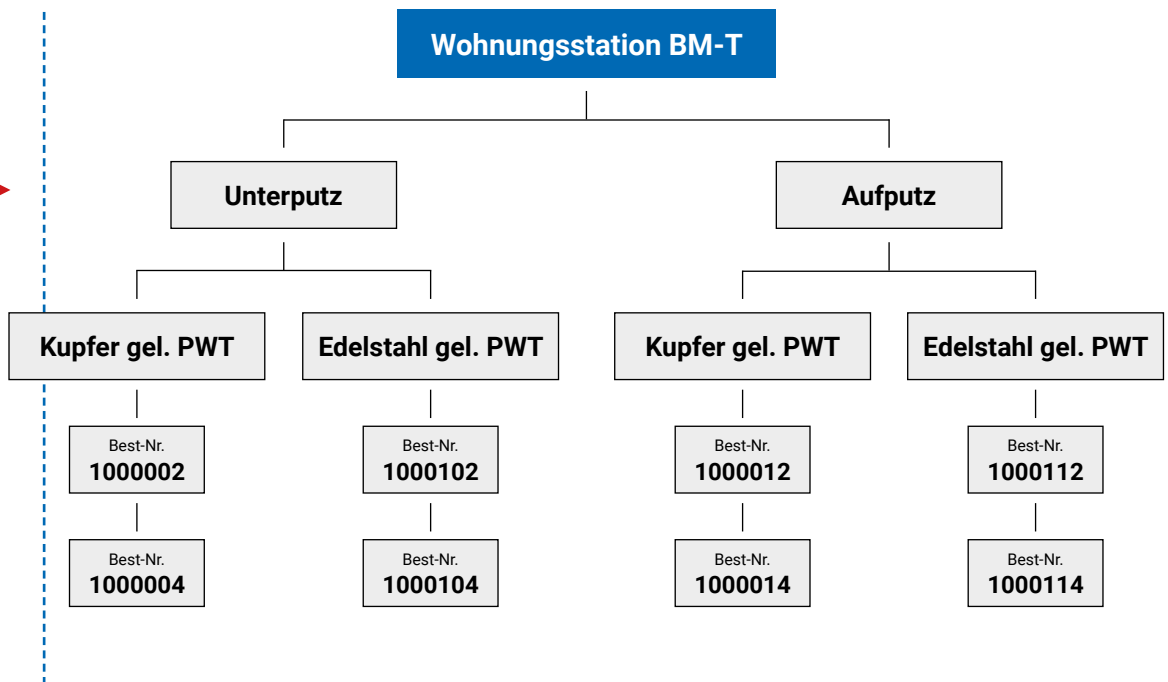 Wohnungsstation BM-T
Unterputz
Aufputz
Kupfer gel. PWT
Edelstahl gel. PWT
Kupfer gel. PWT
Edelstahl gel. PWT
Best-Nr.
1000002
Best-Nr.
1000102
Best-Nr.
1000012
Best-Nr.
1000112
Best-Nr.
1000004
Best-Nr.
1000104
Best-Nr.
1000014
Best-Nr.
1000114